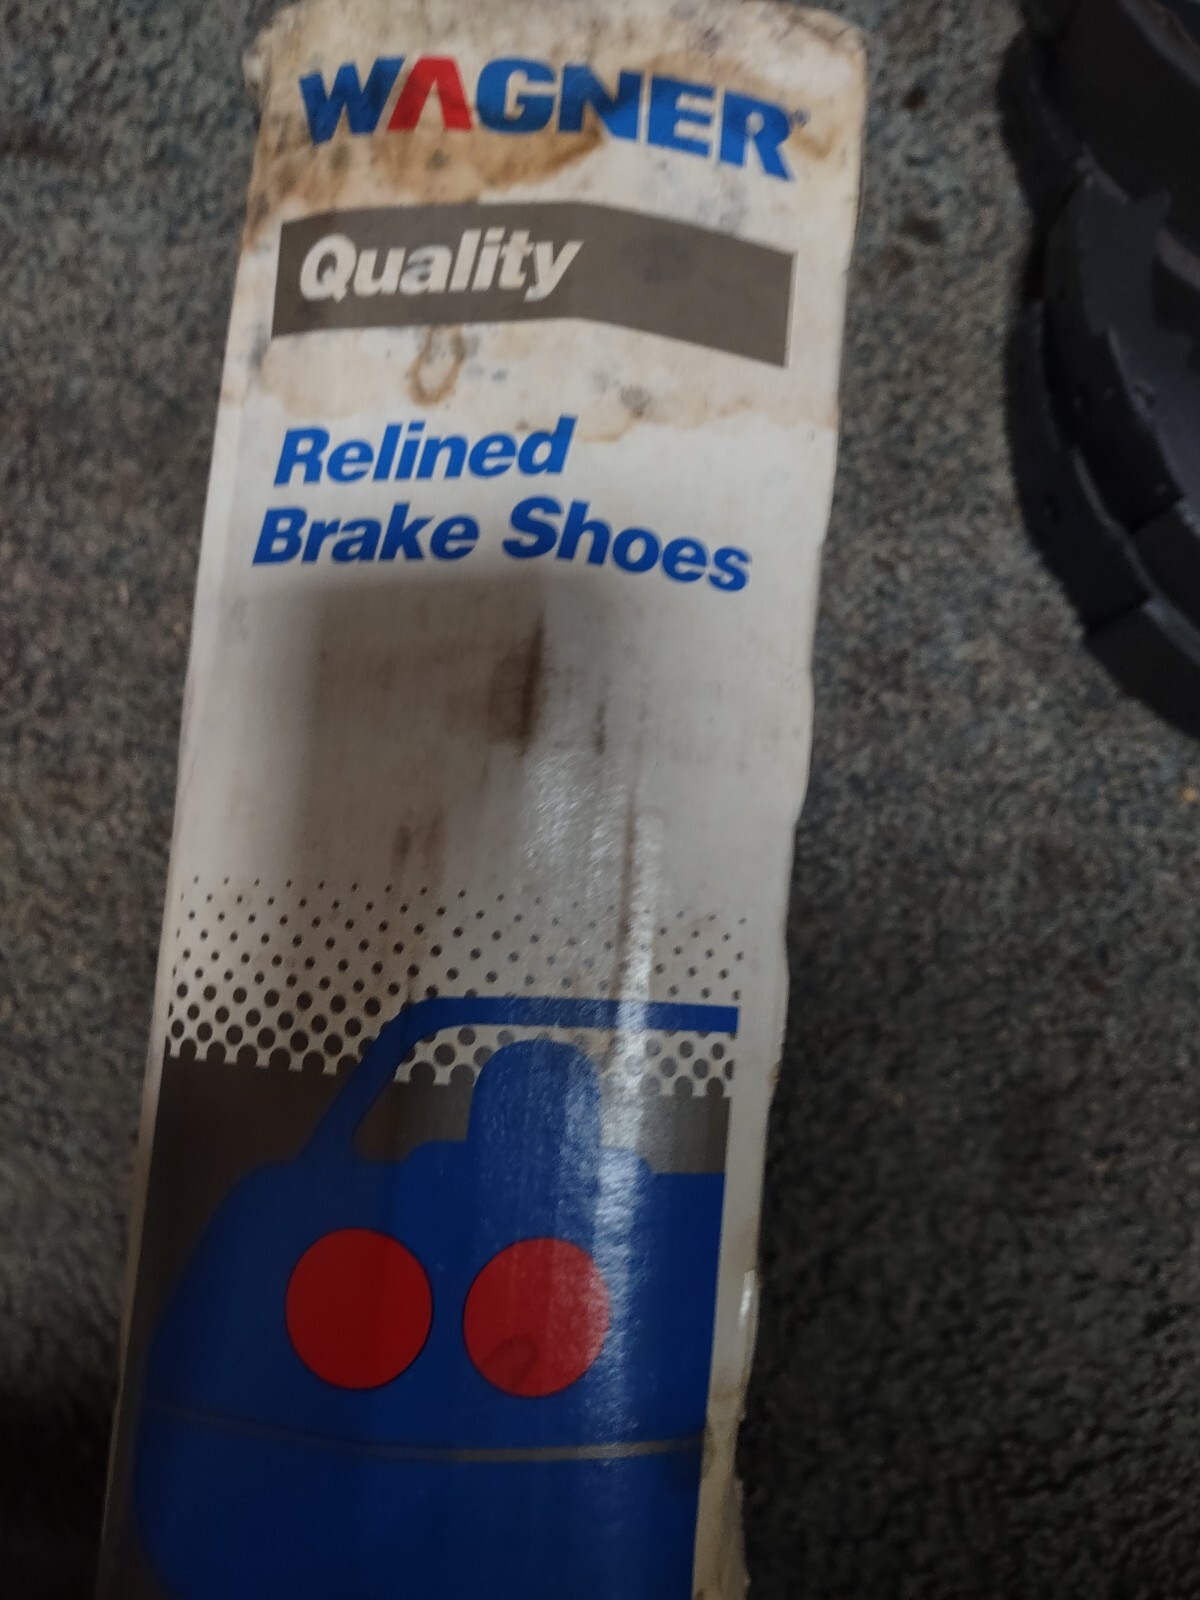 WAGNER®
Quality
Relined
Brake Shoes